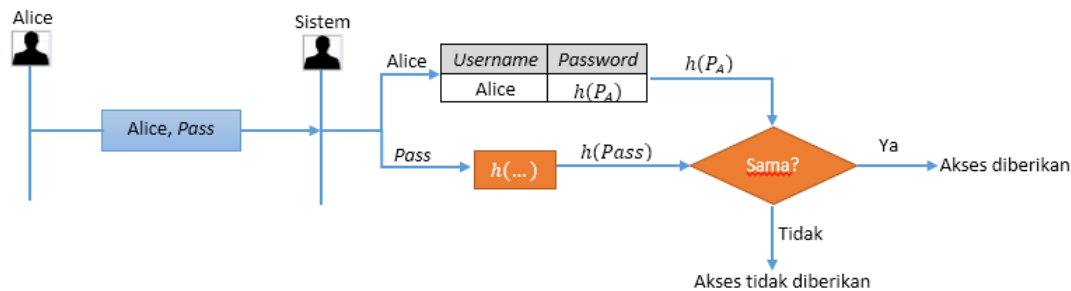 Alice
Sistem
Alice, Pass
Alice
Username Password
Alice h(P_A)
h(P_A)
Pass
h(...)
h(Pass)
Sama?
Ya
Akses diberikan
Tidak
Akses tidak diberikan